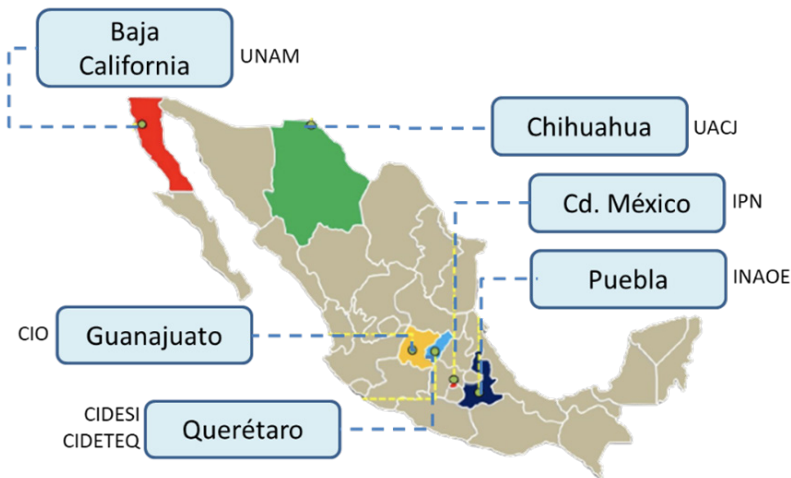 Baja
California
UNAM
Chihuahua
UACJ
Cd. México
IPN
Puebla
INAOE
CIO
Guanajuato
CIDESI
CIDETEQ
Querétaro